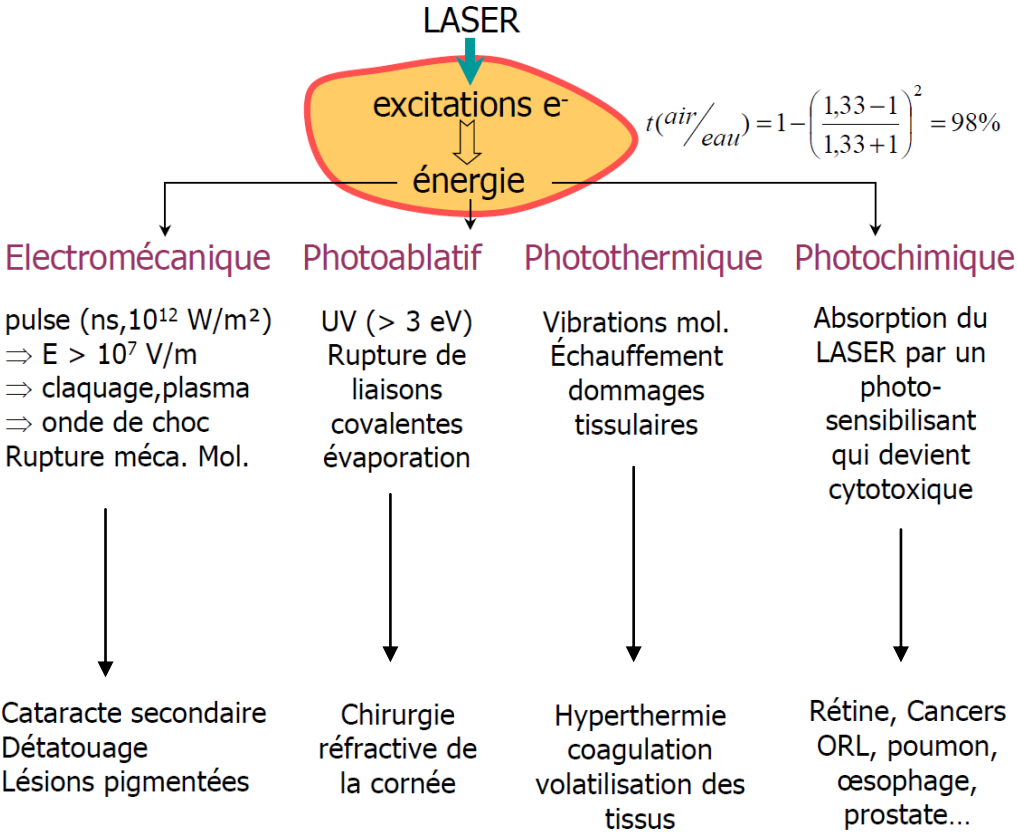 LASER
excitations e-
énergie
t(air/eau) = 1 − ((1,33 − 1)/(1,33 + 1))² = 98%
Electromécanique
pulse (ns,10¹² W/m²)
⇒ E > 10⁷ V/m
⇒ claquage,plasma
⇒ onde de choc
Rupture méca. Mol.
Cataracte secondaire
Détatouage
Lésions pigmentées
Photoablatif
UV (> 3 eV)
Rupture de
liaisons
covalentes
évaporation
Chirurgie
réfractive de
la cornée
Photothermique
Vibrations mol.
Échauffement
dommages
tissulaires
Hyperthermie
coagulation
volatilisation des
tissus
Photochimique
Absorption du
LASER par un
photo-
sensibilisant
qui devient
cytotoxique
Rétine, Cancers
ORL, poumon,
œsophage,
prostate…